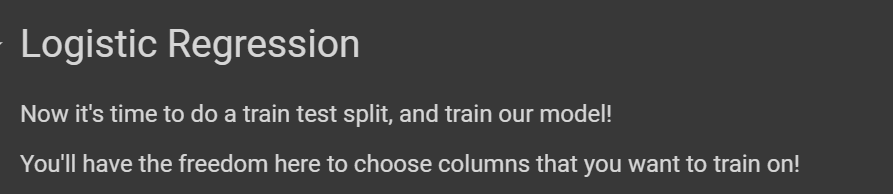 Logistic Regression
Now it's time to do a train test split, and train our model!
You'll have the freedom here to choose columns that you want to train on!